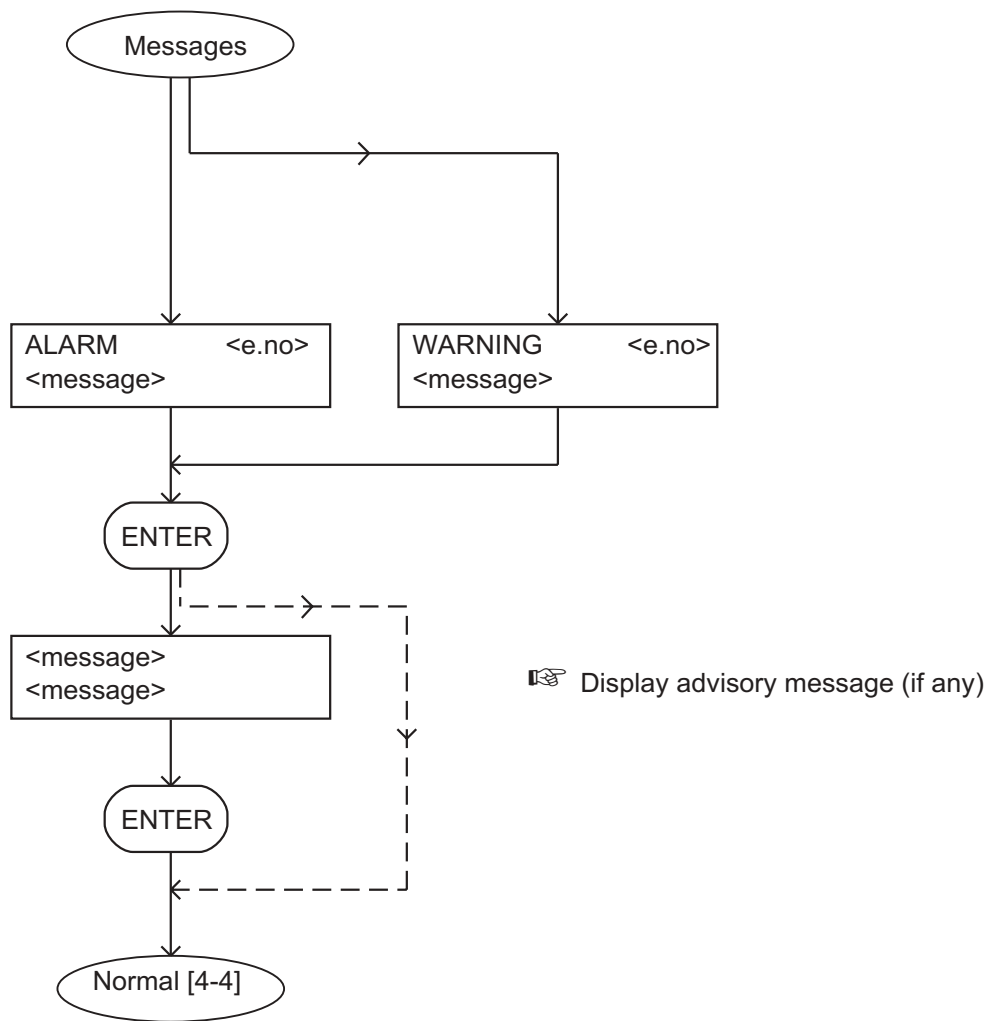 Messages
ALARM <e.no>
<message>
WARNING <e.no>
<message>
ENTER
<message>
<message>
☞ Display advisory message (if any)
ENTER
Normal [4-4]